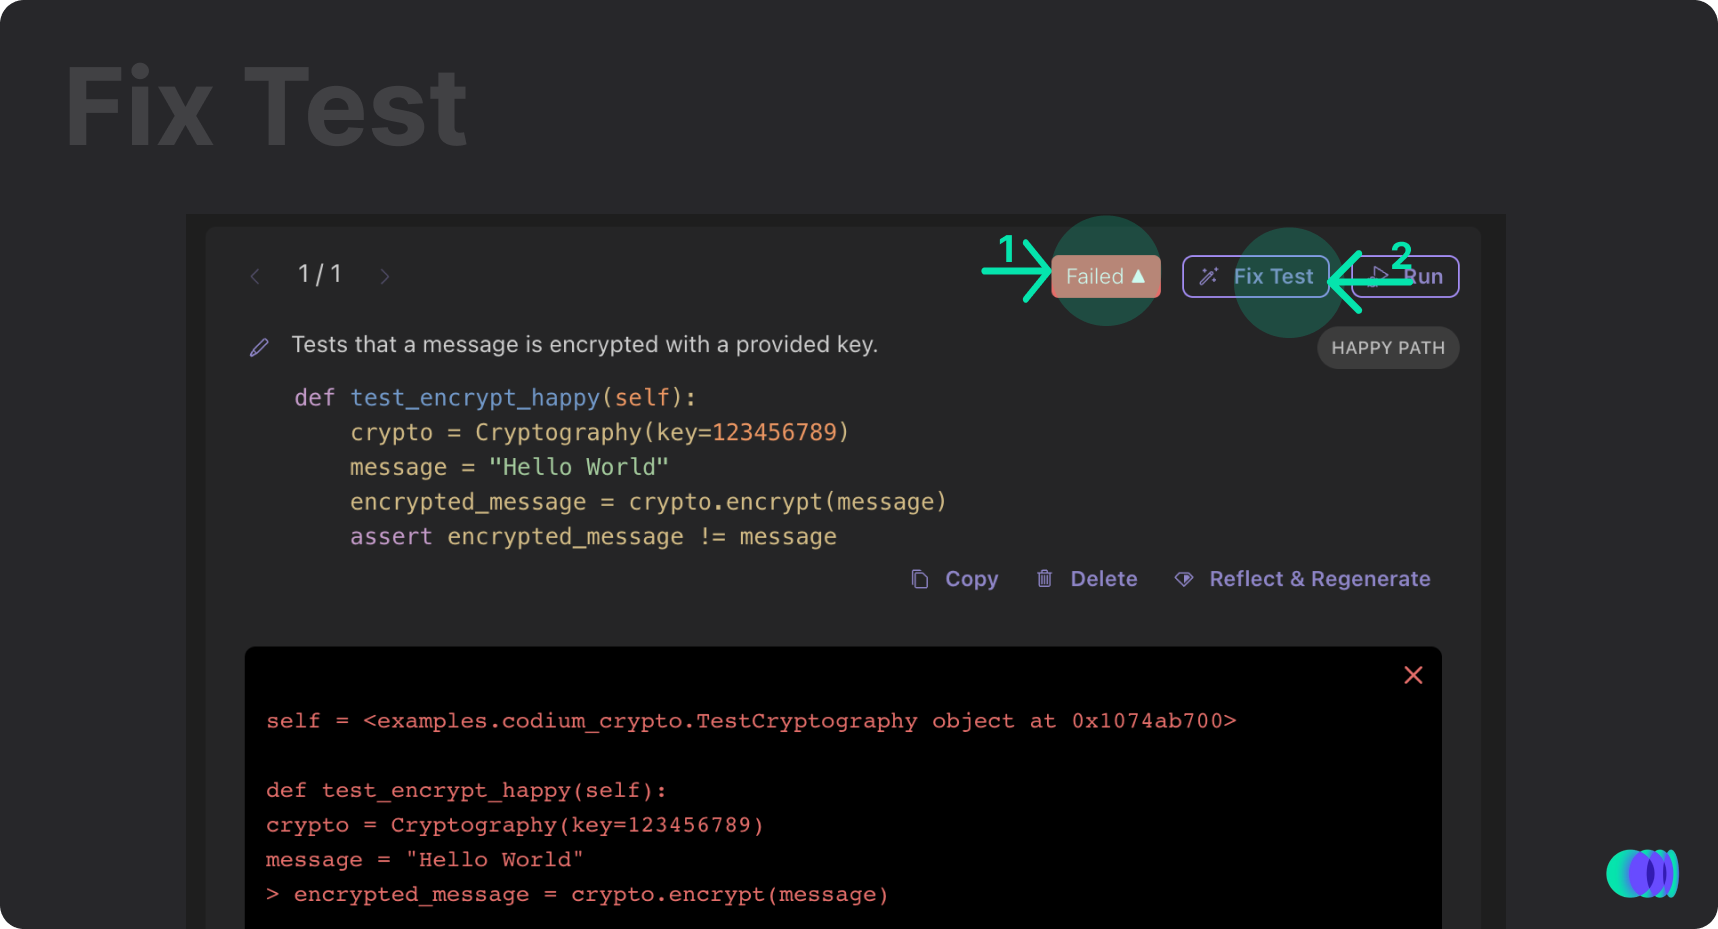 Fix Test
1 / 1
1
Failed ▲
Fix Test
2
Run
Tests that a message is encrypted with a provided key.
HAPPY PATH
def test_encrypt_happy(self):
crypto = Cryptography(key=123456789)
message = "Hello World"
encrypted_message = crypto.encrypt(message)
assert encrypted_message != message
Copy
Delete
Reflect & Regenerate
self = <examples.codium_crypto.TestCryptography object at 0x1074ab700>
def test_encrypt_happy(self):
crypto = Cryptography(key=123456789)
message = "Hello World"
> encrypted_message = crypto.encrypt(message)